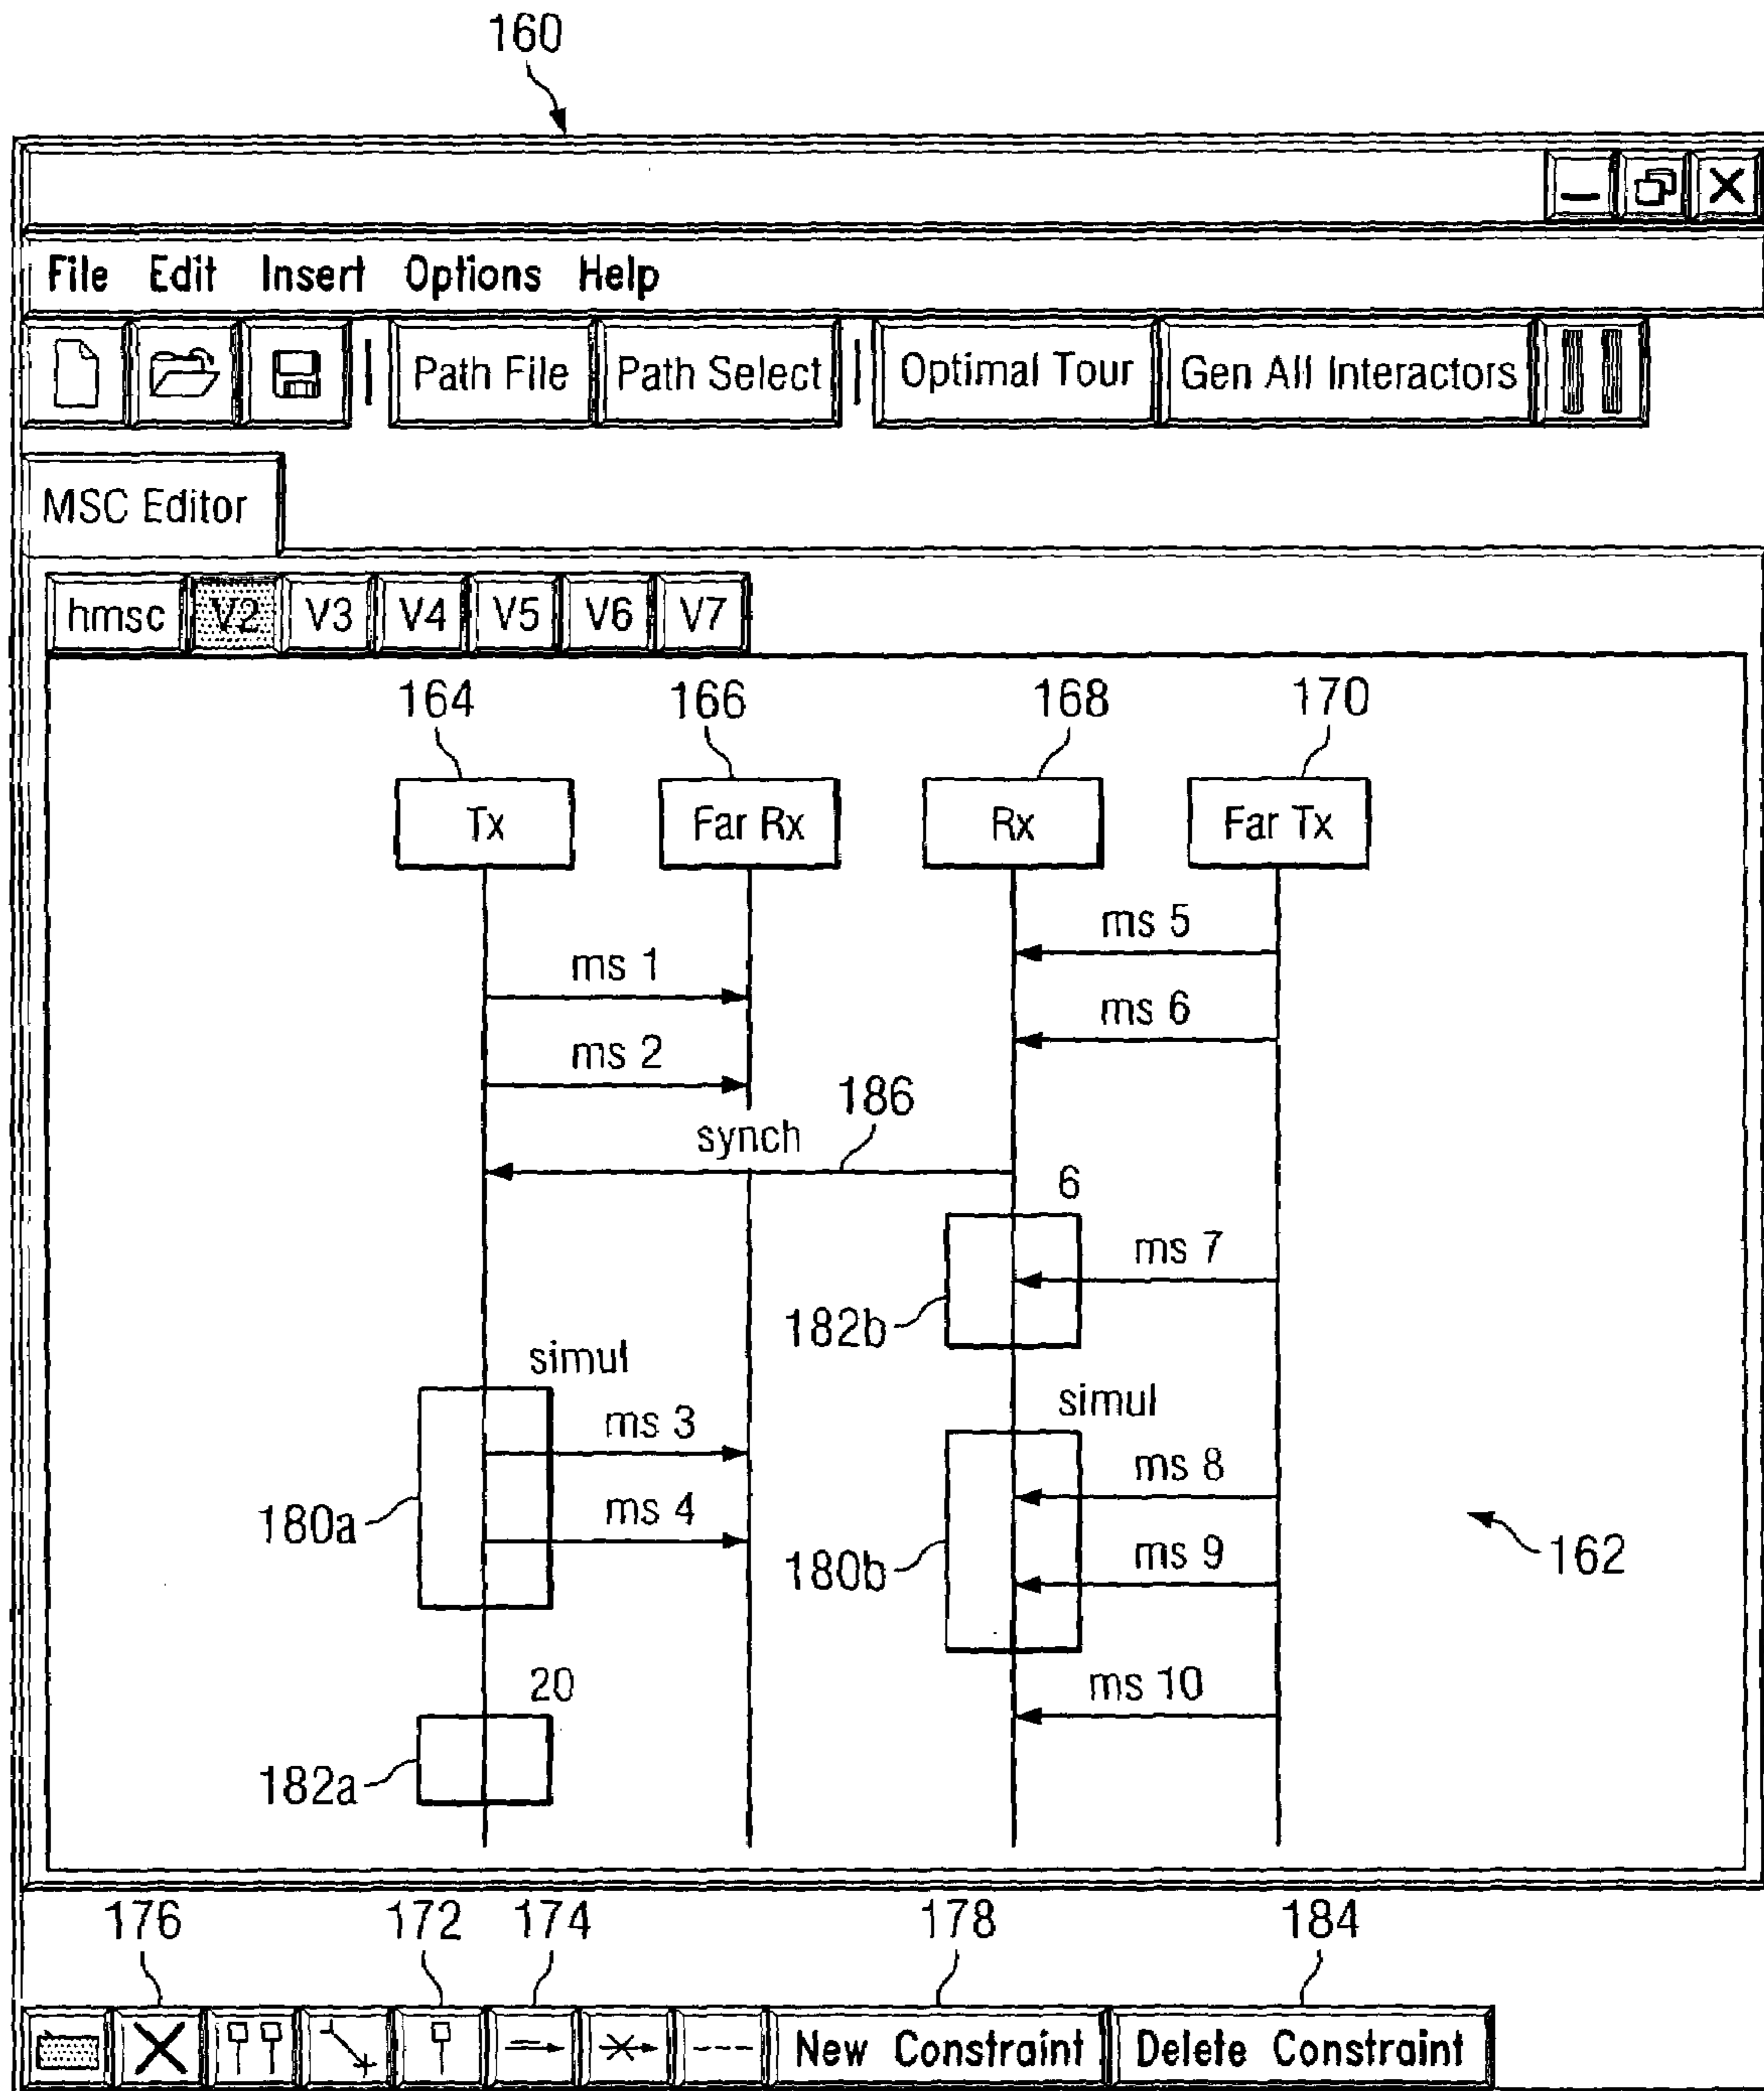 160
File Edit Insert Options Help
Path File Path Select Optimal Tour Gen All Interactors
MSC Editor
hmsc V2 V3 V4 V5 V6 V7
164 166 168 170
Tx Far Rx Rx Far Tx
ms 5
ms 1
ms 6
ms 2
186
synch
6
ms 7
182b
simul
simul
ms 3
ms 8
180a
ms 4
180b
ms 9
162
20
ms 10
182a
176 172 174 178 184
New Constraint Delete Constraint